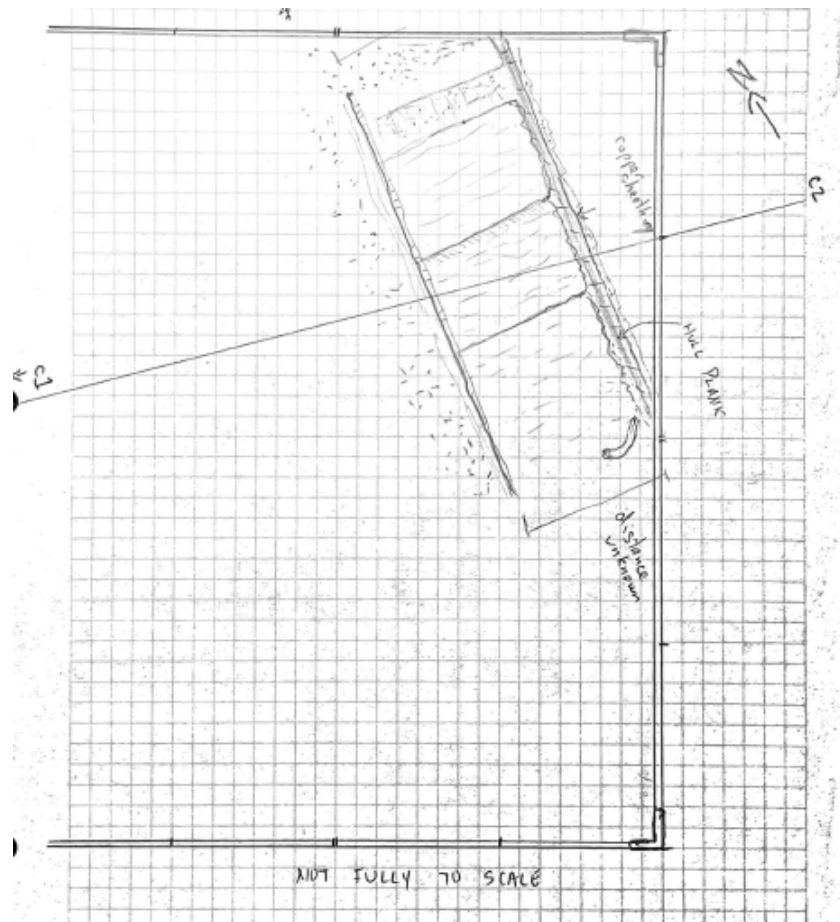 N
C2
copper sheathing
HULL PLANK
C1
distance
unknown
NOT FULLY TO SCALE